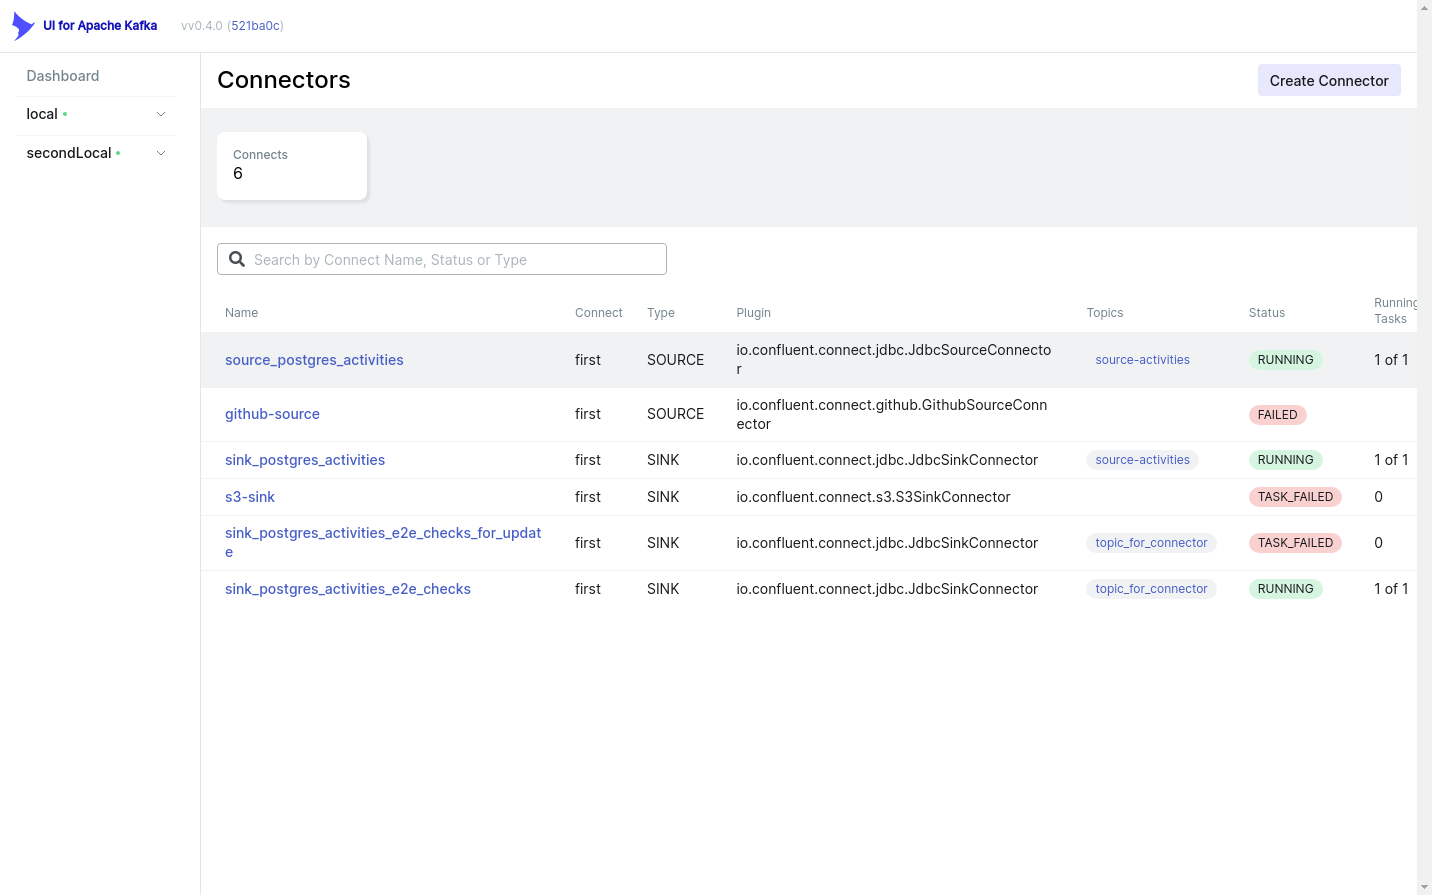 UI for Apache Kafka vv0.4.0 (521ba0c)
Dashboard
local
secondLocal
Connectors
Create Connector
Connects
6
Search by Connect Name, Status or Type
Name Connect Type Plugin Topics Status Running
Tasks
source_postgres_activities first SOURCE io.confluent.connect.jdbc.JdbcSourceConnecto
r source-activities RUNNING 1 of 1
github-source first SOURCE io.confluent.connect.github.GithubSourceConn
ector FAILED
sink_postgres_activities first SINK io.confluent.connect.jdbc.JdbcSinkConnector source-activities RUNNING 1 of 1
s3-sink first SINK io.confluent.connect.s3.S3SinkConnector TASK_FAILED 0
sink_postgres_activities_e2e_checks_for_updat
e first SINK io.confluent.connect.jdbc.JdbcSinkConnector topic_for_connector TASK_FAILED 0
sink_postgres_activities_e2e_checks first SINK io.confluent.connect.jdbc.JdbcSinkConnector topic_for_connector RUNNING 1 of 1